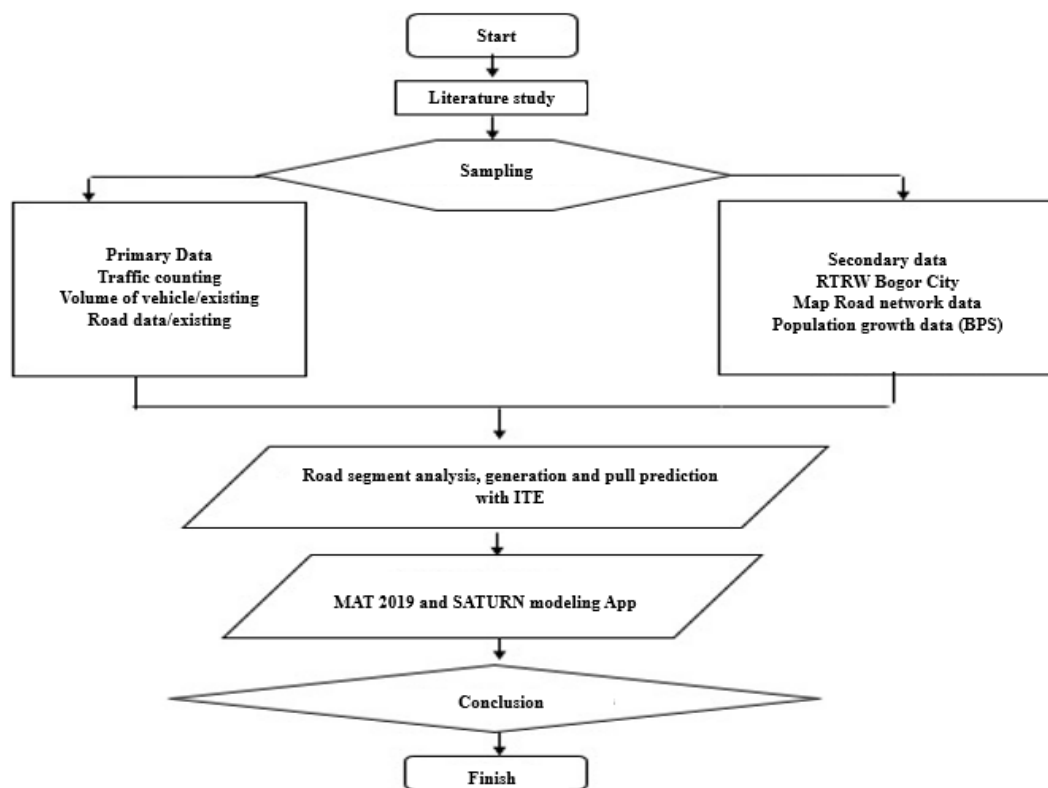 Start
Literature study
Sampling
Primary Data
Traffic counting
Volume of vehicle/existing
Road data/existing
Secondary data
RTRW Bogor City
Map Road network data
Population growth data (BPS)
Road segment analysis, generation and pull prediction
with ITE
MAT 2019 and SATURN modeling App
Conclusion
Finish